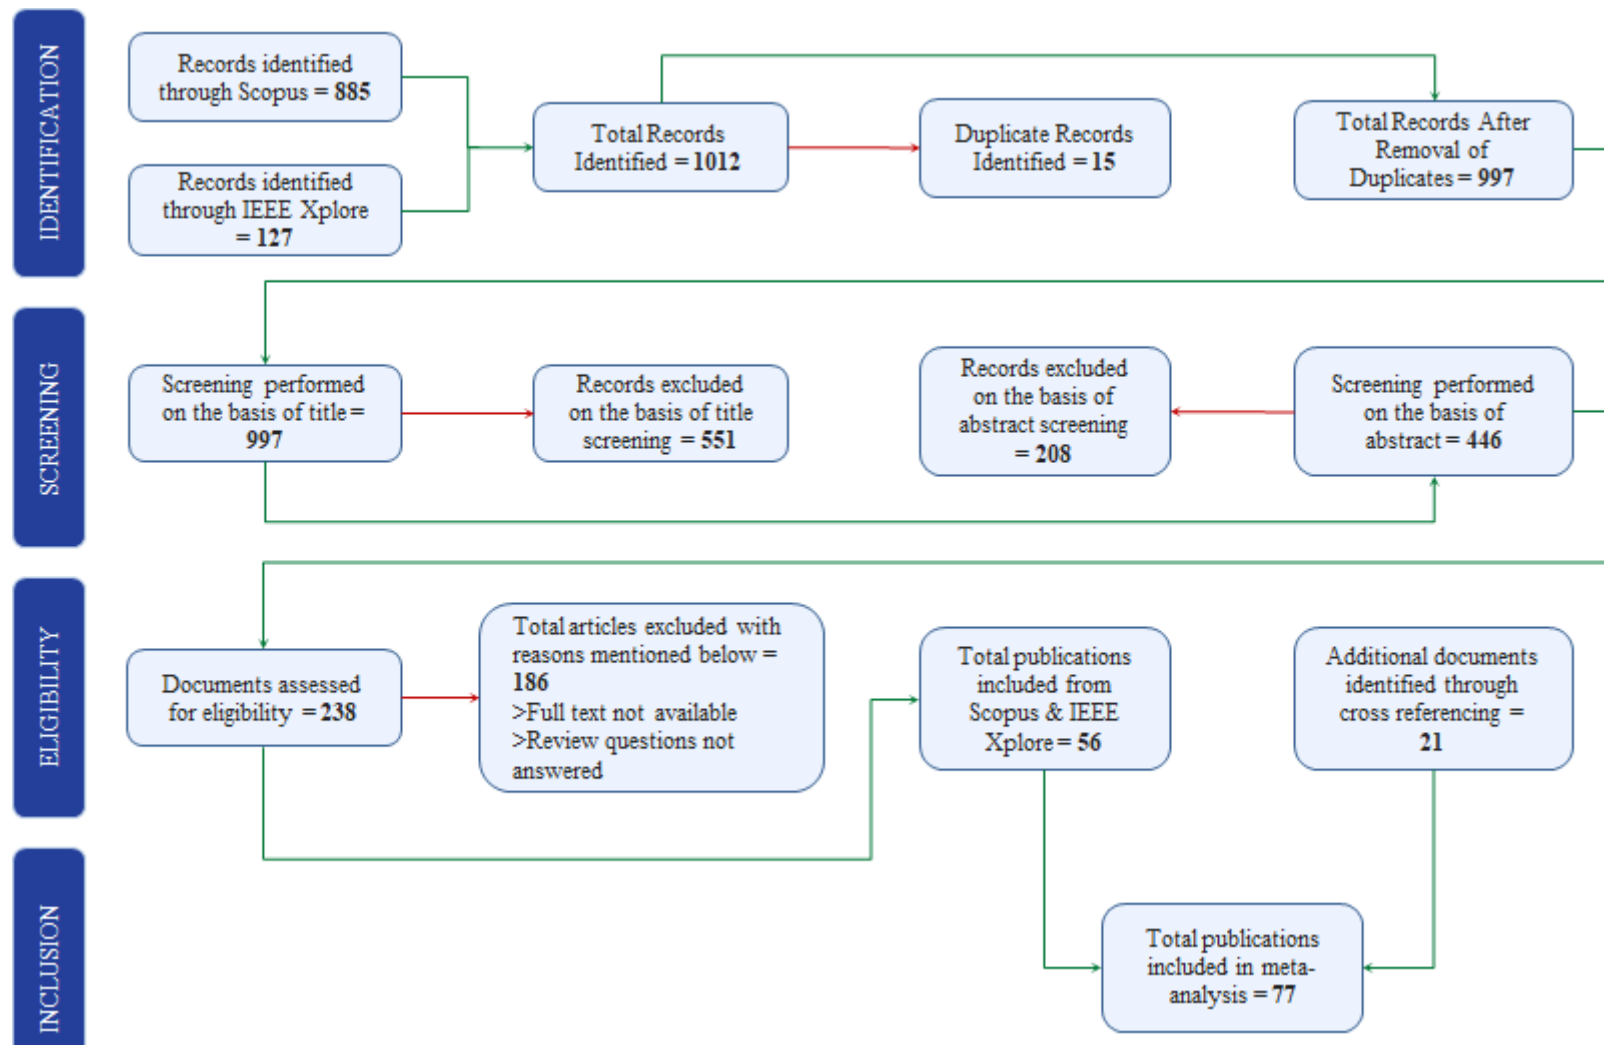 IDENTIFICATION
Records identified
through Scopus = 885
Records identified
through IEEE Xplore
= 127
Total Records
Identified = 1012
Duplicate Records
Identified = 15
Total Records After
Removal of
Duplicates = 997
SCREENING
Screening performed
on the basis of title =
997
Records excluded
on the basis of title
screening = 551
Records excluded
on the basis of
abstract screening
= 208
Screening performed
on the basis of
abstract = 446
ELIGIBILITY
Documents assessed
for eligibility = 238
Total articles excluded with
reasons mentioned below =
186
>Full text not available
>Review questions not
answered
Total publications
included from
Scopus & IEEE
Xplore = 56
Additional documents
identified through
cross referencing =
21
INCLUSION
Total publications
included in meta-
analysis = 77